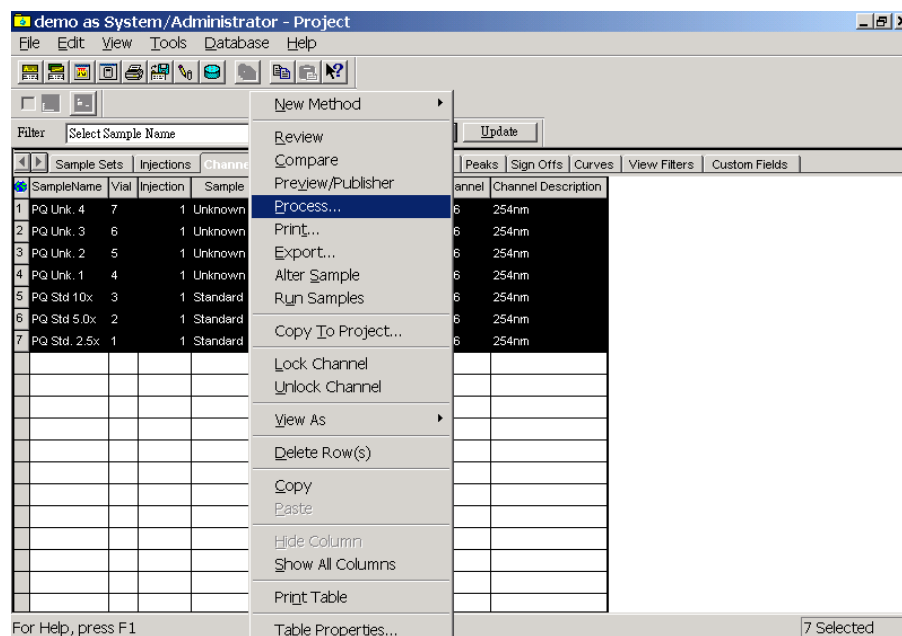 demo as System/Administrator - Project
File Edit View Tools Database Help
Filter Select Sample Name Update
Sample Sets Injections Channe Peaks Sign Offs Curves View Filters Custom Fields
SampleName Vial Injection Sample annel Channel Description
1 PQ Unk. 4 7 1 Unknown 6 254nm
2 PQ Unk. 3 6 1 Unknown 6 254nm
3 PQ Unk. 2 5 1 Unknown 6 254nm
4 PQ Unk. 1 4 1 Unknown 6 254nm
5 PQ Std 10x 3 1 Standard 6 254nm
6 PQ Std 5.0x 2 1 Standard 6 254nm
7 PQ Std. 2.5x 1 1 Standard 6 254nm
New Method
Review
Compare
Preview/Publisher
Process...
Print...
Export...
Alter Sample
Run Samples
Copy To Project...
Lock Channel
Unlock Channel
View As
Delete Row(s)
Copy
Paste
Hide Column
Show All Columns
Print Table
Table Properties...
For Help, press F1 7 Selected